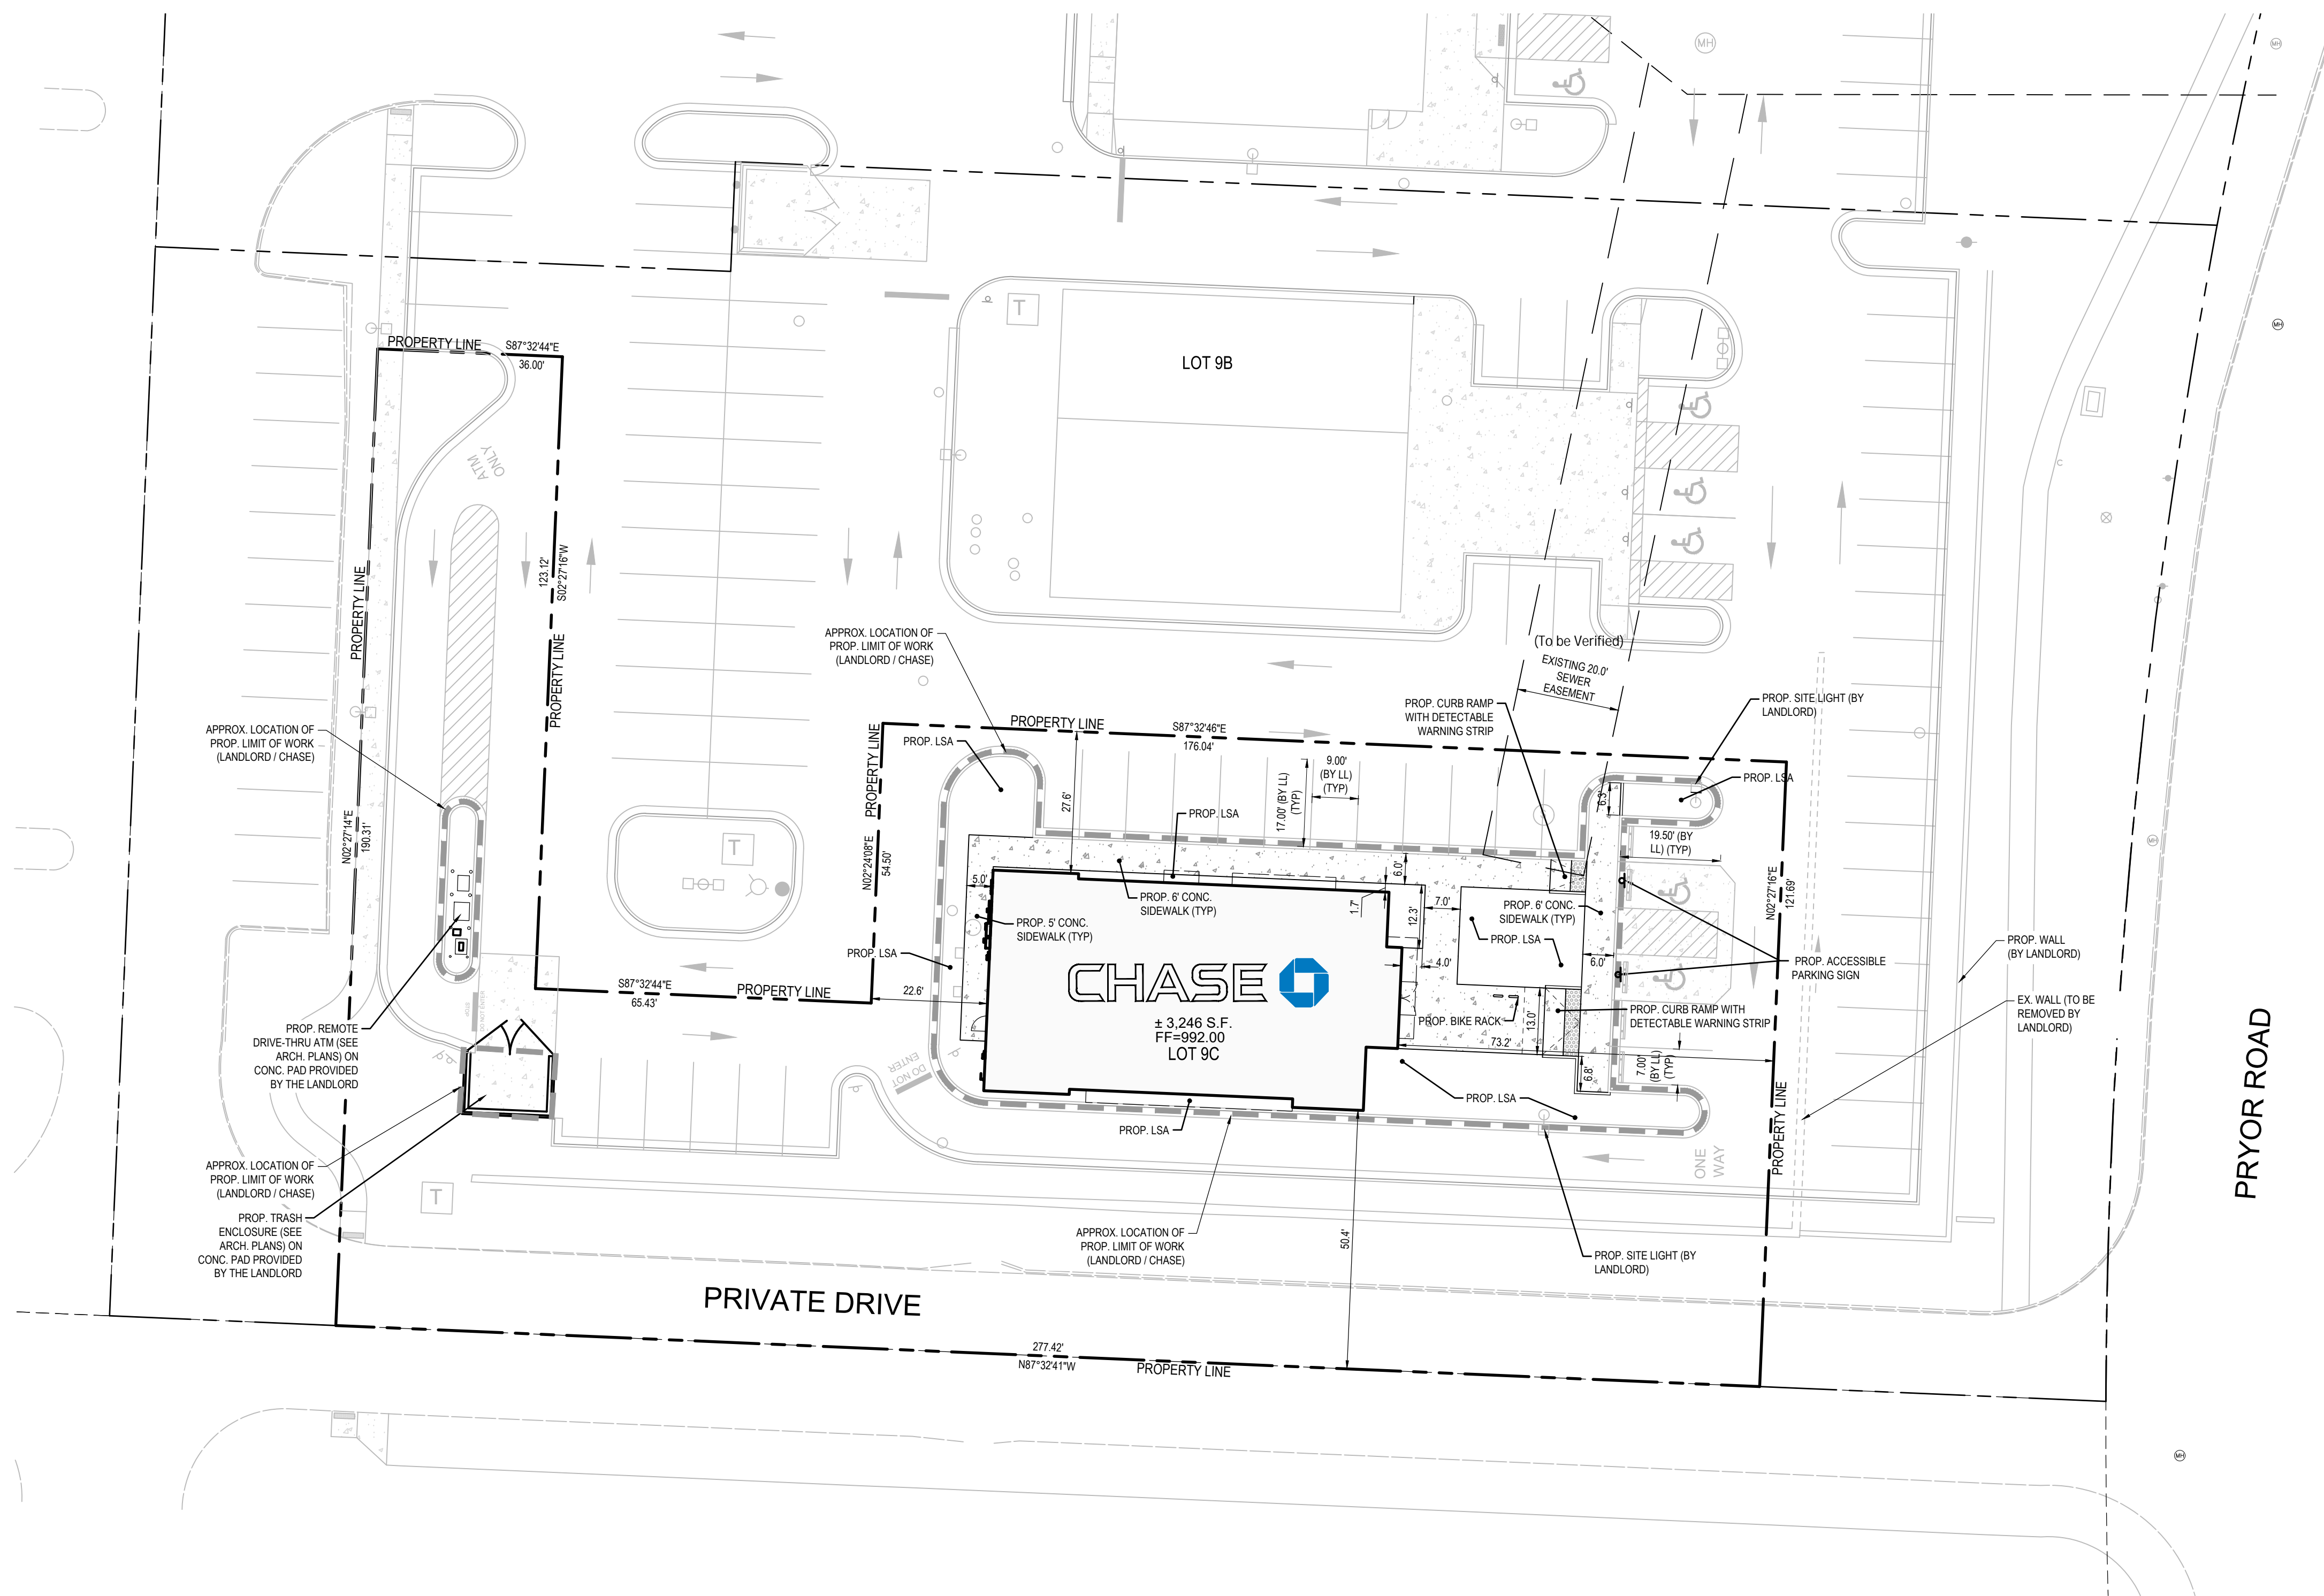 MH
MH
MH
T
LOT 9B
PROPERTY LINE
S87°32'44"E
36.00'
ATM
ONLY
123.12'
S02°27'16"W
PROPERTY LINE
PROPERTY LINE
N02°27'14"E
190.31'
APPROX. LOCATION OF
PROP. LIMIT OF WORK
(LANDLORD / CHASE)
APPROX. LOCATION OF
PROP. LIMIT OF WORK
(LANDLORD / CHASE)
(To be Verified)
EXISTING 20.0'
SEWER
EASEMENT
PROP. CURB RAMP
WITH DETECTABLE
WARNING STRIP
PROP. SITE LIGHT (BY
LANDLORD)
PROP. LSA
PROPERTY LINE
S87°32'46"E
176.04'
PROP. LSA
PROPERTY LINE
N02°24'08"E
54.50'
27.6'
17.00' (BY LL)
(TYP)
9.00'
(BY LL)
(TYP)
PROP. LSA
6.3'
19.50' (BY
LL) (TYP)
MH
T
5.0'
6.0'
1.7'
12.3'
7.0'
4.0'
PROP. 6' CONC.
SIDEWALK (TYP)
PROP. 5' CONC.
SIDEWALK (TYP)
PROP. 6' CONC.
SIDEWALK (TYP)
PROP. LSA
6.0'
N02°27'16"E
121.69'
PROP. LSA
PROP. WALL
(BY LANDLORD)
PROP. ACCESSIBLE
PARKING SIGN
EX. WALL (TO BE
REMOVED BY
LANDLORD)
CHASE
± 3,246 S.F.
FF=992.00
LOT 9C
S87°32'44"E
65.43'
PROPERTY LINE
22.6'
PROP. BIKE RACK
13.0'
73.2'
PROP. CURB RAMP WITH
DETECTABLE WARNING STRIP
7.00'
(BY LL)
(TYP)
6.8'
PROP. LSA
PROP. LSA
DO NOT
ENTER
PROP. REMOTE
DRIVE-THRU ATM (SEE
ARCH. PLANS) ON
CONC. PAD PROVIDED
BY THE LANDLORD
APPROX. LOCATION OF
PROP. LIMIT OF WORK
(LANDLORD / CHASE)
PROP. TRASH
ENCLOSURE (SEE
ARCH. PLANS) ON
CONC. PAD PROVIDED
BY THE LANDLORD
T
ONE
WAY
PROPERTY LINE
PRYOR ROAD
50.4'
APPROX. LOCATION OF
PROP. LIMIT OF WORK
(LANDLORD / CHASE)
PROP. SITE LIGHT (BY
LANDLORD)
PRIVATE DRIVE
277.42'
N87°32'41"W
PROPERTY LINE
MH